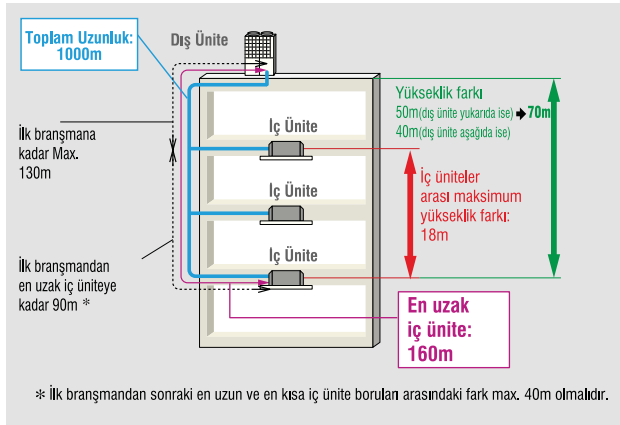 Toplam Uzunluk:
1000m
Dış Ünite
Yükseklik farkı
50m(dış ünite yukarıda ise) ➔ 70m
40m(dış ünite aşağıda ise)
İç Ünite
İlk branşmana
kadar Max.
130m
İç Ünite
İç üniteler
arası maksimum
yükseklik farkı:
18m
İç Ünite
İlk branşmandan
en uzak iç üniteye
kadar 90m *
En uzak
iç ünite:
160m
* İlk branşmandan sonraki en uzun ve en kısa iç ünite boruları arasındaki fark max. 40m olmalıdır.